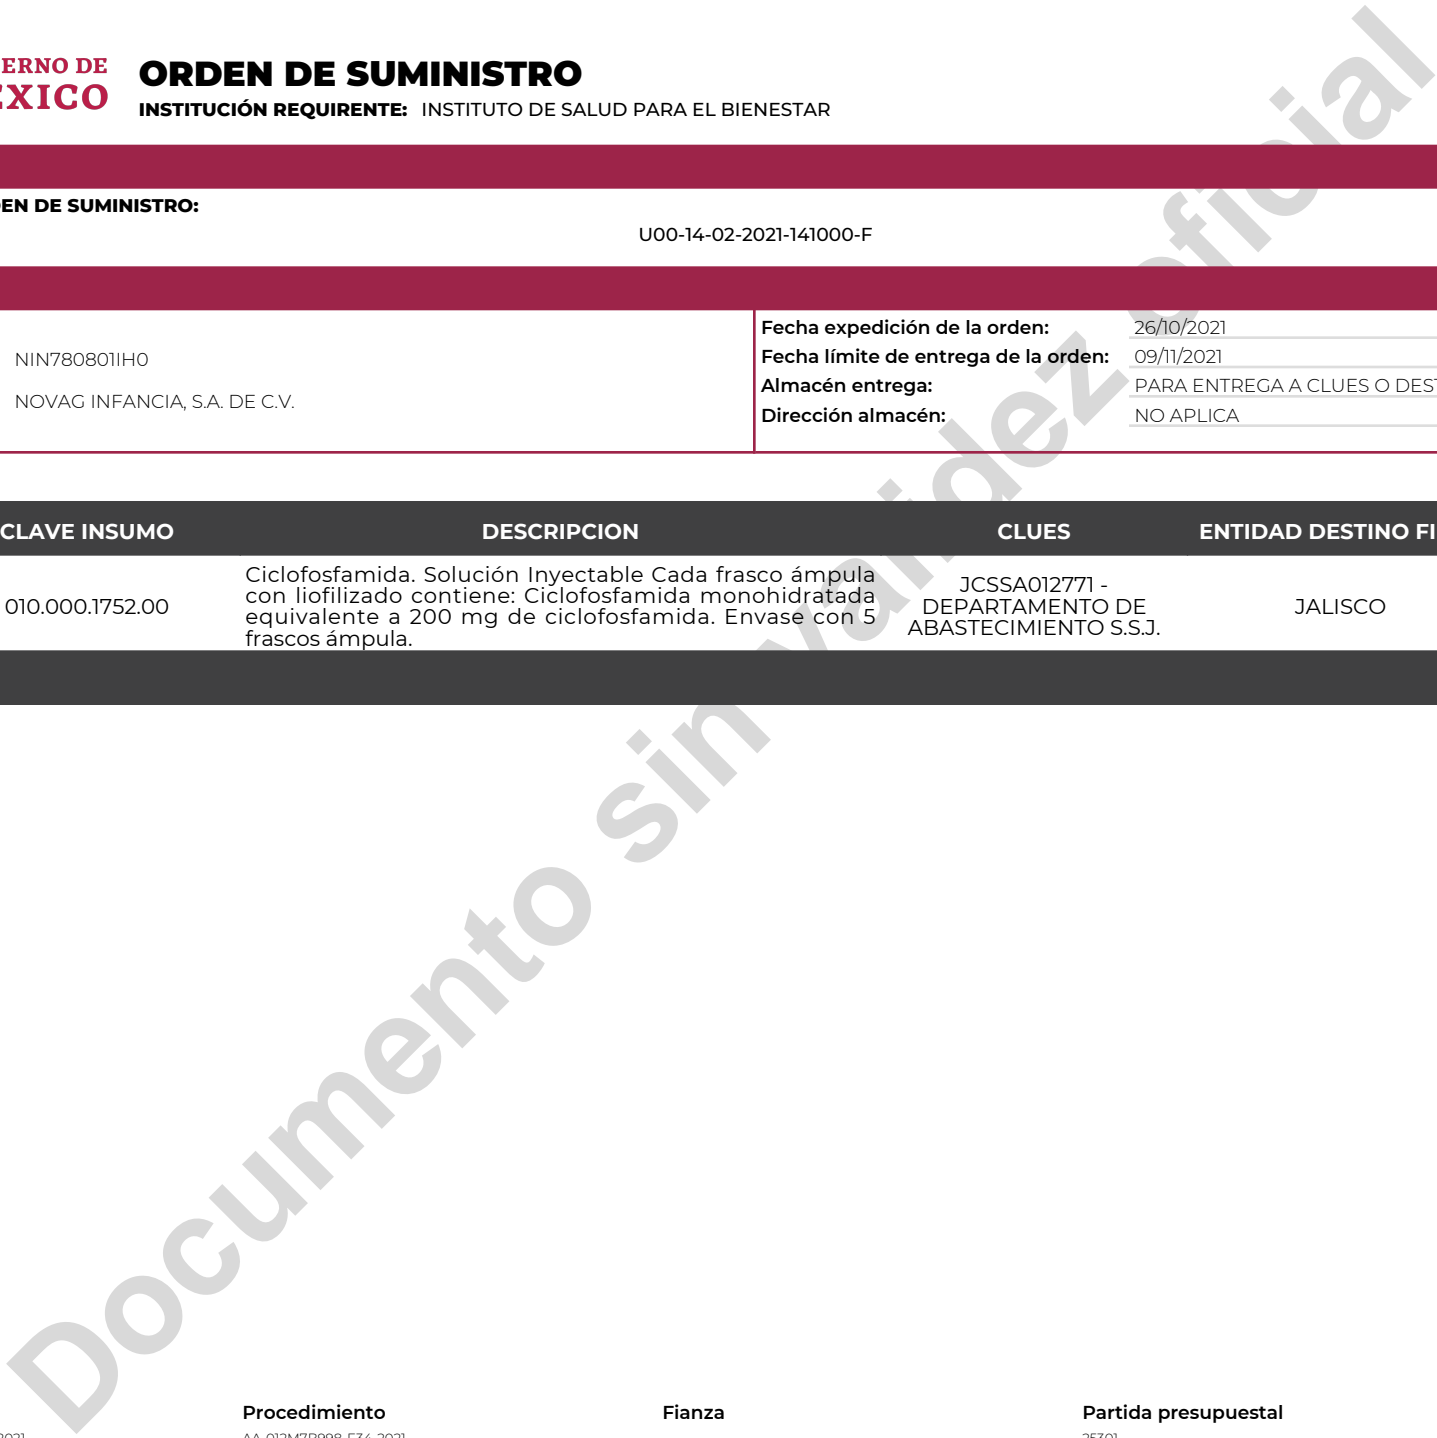 ERNO DE
ORDEN DE SUMINISTRO
INSTITUCIÓN REQUIRENTE: INSTITUTO DE SALUD PARA EL BIENESTAR
EN DE SUMINISTRO:
U00-14-02-2021-141000-F
NIN780801IH0
NOVAG INFANCIA, S.A. DE C.V.
Fecha expedición de la orden: 26/10/2021
Fecha límite de entrega de la orden: 09/11/2021
Almacén entrega: PARA ENTREGA A CLUES O DEST
Dirección almacén: NO APLICA
CLAVE INSUMO DESCRIPCION CLUES ENTIDAD DESTINO FI
010.000.1752.00
Ciclofosfamida. Solución Inyectable Cada frasco ámpula
con liofilizado contiene: Ciclofosfamida monohidratada
equivalente a 200 mg de ciclofosfamida. Envase con 5
frascos ámpula.
JCSSA012771 -
DEPARTAMENTO DE
ABASTECIMIENTO S.S.J.
JALISCO
Documento sin validez oficial
Procedimiento Fianza Partida presupuestal